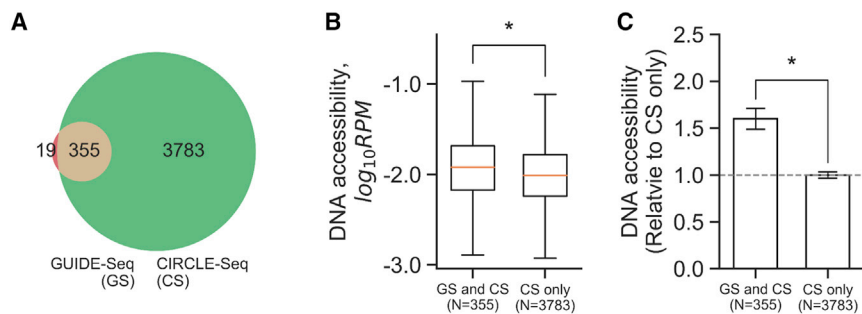 A
19
355
3783
GUIDE-Seq
(GS)
CIRCLE-Seq
(CS)
B
DNA accessibility,
log10RPM
-1.0
-2.0
-3.0
*
GS and CS
(N=355)
CS only
(N=3783)
C
DNA accessibility
(Relatvie to CS only)
2.5
2.0
1.5
1.0
0.5
0.0
*
GS and CS
(N=355)
CS only
(N=3783)